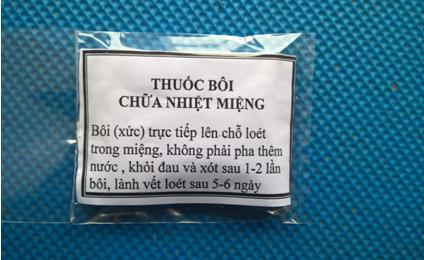 THUỐC BÔI
CHỮA NHIỆT MIỆNG
Bôi (xức) trực tiếp lên chỗ loét
trong miệng, không phải pha thêm
nước , khỏi đau và xót sau 1-2 lần
bôi, lành vết loét sau 5-6 ngày